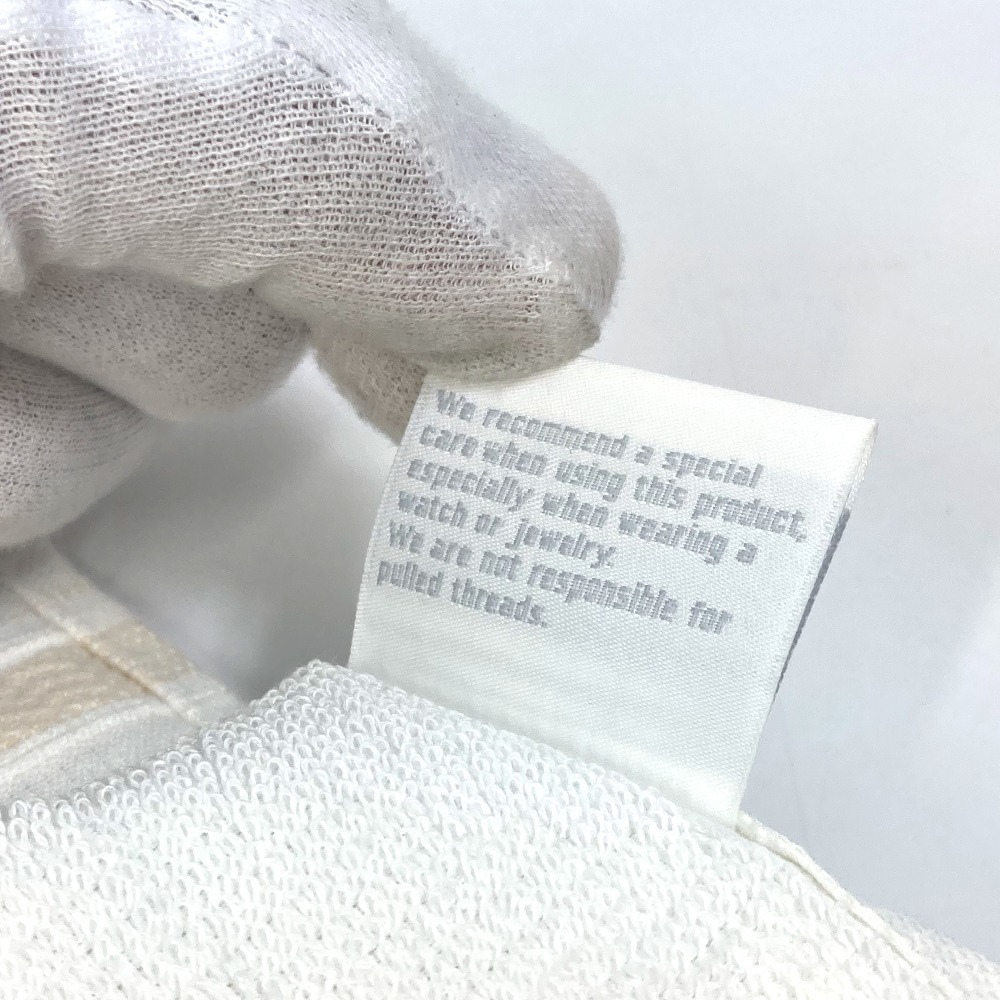 We recommend a special
care when using this product,
especially when wearing a
watch or jewelry.
We are not responsible for
pulled threads.